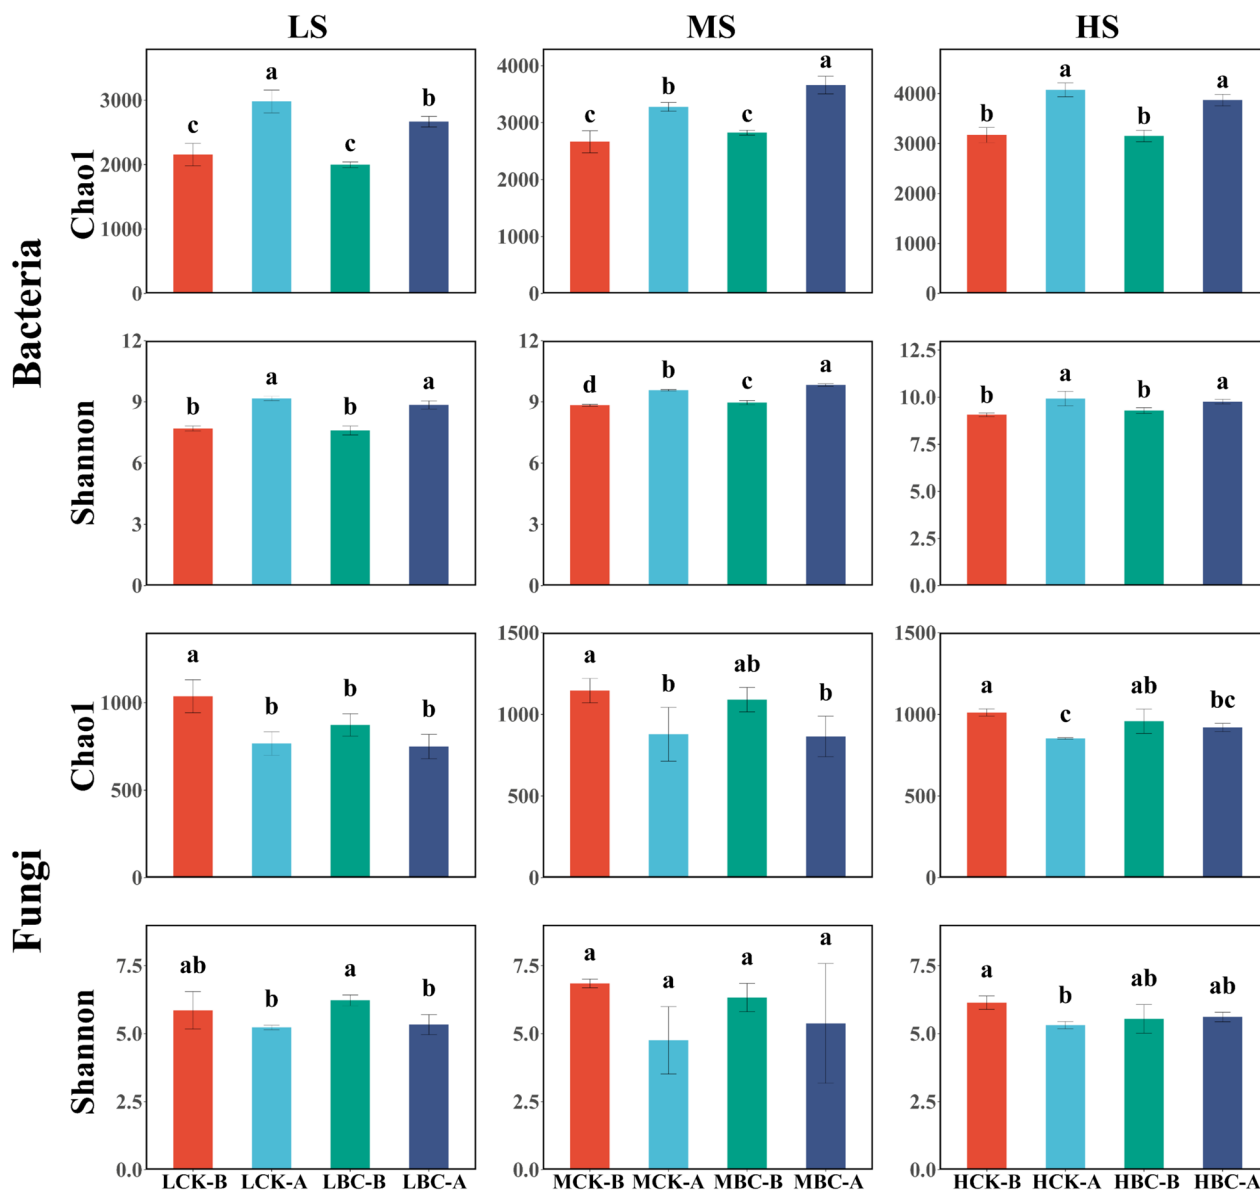 LS MS HS
Bacteria
Chao1
3000
2000
1000
0
c a c b
4000
3000
2000
1000
0
c b c a
4000
3000
2000
1000
0
b a b a
Shannon
12
9
6
3
0
b a b a
12
9
6
3
0
d b c a
12.5
10.0
7.5
5.0
2.5
0.0
b a b a
Fungi
Chao1
1000
500
0
a b b b
1500
1000
500
0
a b ab b
1500
1000
500
0
a c ab bc
Shannon
7.5
5.0
2.5
0.0
ab b a b
7.5
5.0
2.5
0.0
a a a a
7.5
5.0
2.5
0.0
a b ab ab
LCK-B LCK-A LBC-B LBC-A MCK-B MCK-A MBC-B MBC-A HCK-B HCK-A HBC-B HBC-A